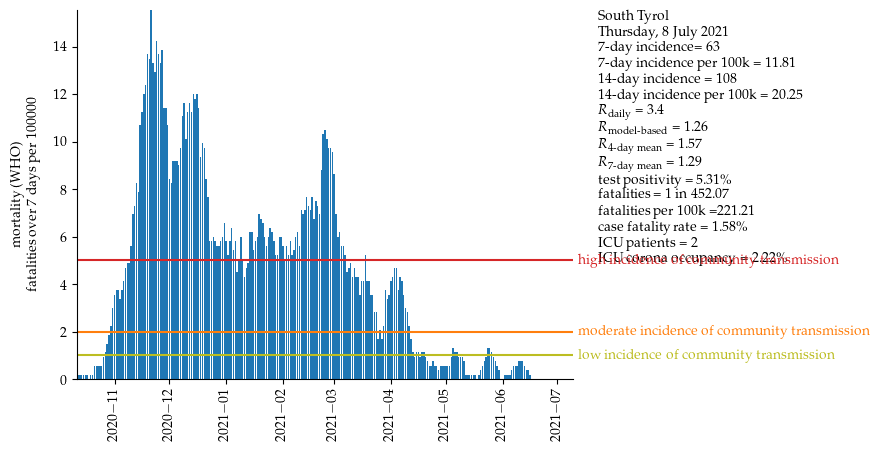 South Tyrol
Thursday, 8 July 2021
7-day incidence= 63
7-day incidence per 100k = 11.81
14-day incidence = 108
14-day incidence per 100k = 20.25
R daily = 3.4
R model-based = 1.26
R 4-day mean = 1.57
R 7-day mean = 1.29
test positivity = 5.31%
fatalities = 1 in 452.07
fatalities per 100k =221.21
case fatality rate = 1.58%
ICU patients = 2
ICU corona occupancy = 2.22%
high incidence of community transmission
moderate incidence of community transmission
low incidence of community transmission
mortality (WHO)
fatalities over 7 days per 100000
14
12
10
8
6
4
2
0
2020−11
2020−12
2021−01
2021−02
2021−03
2021−04
2021−05
2021−06
2021−07